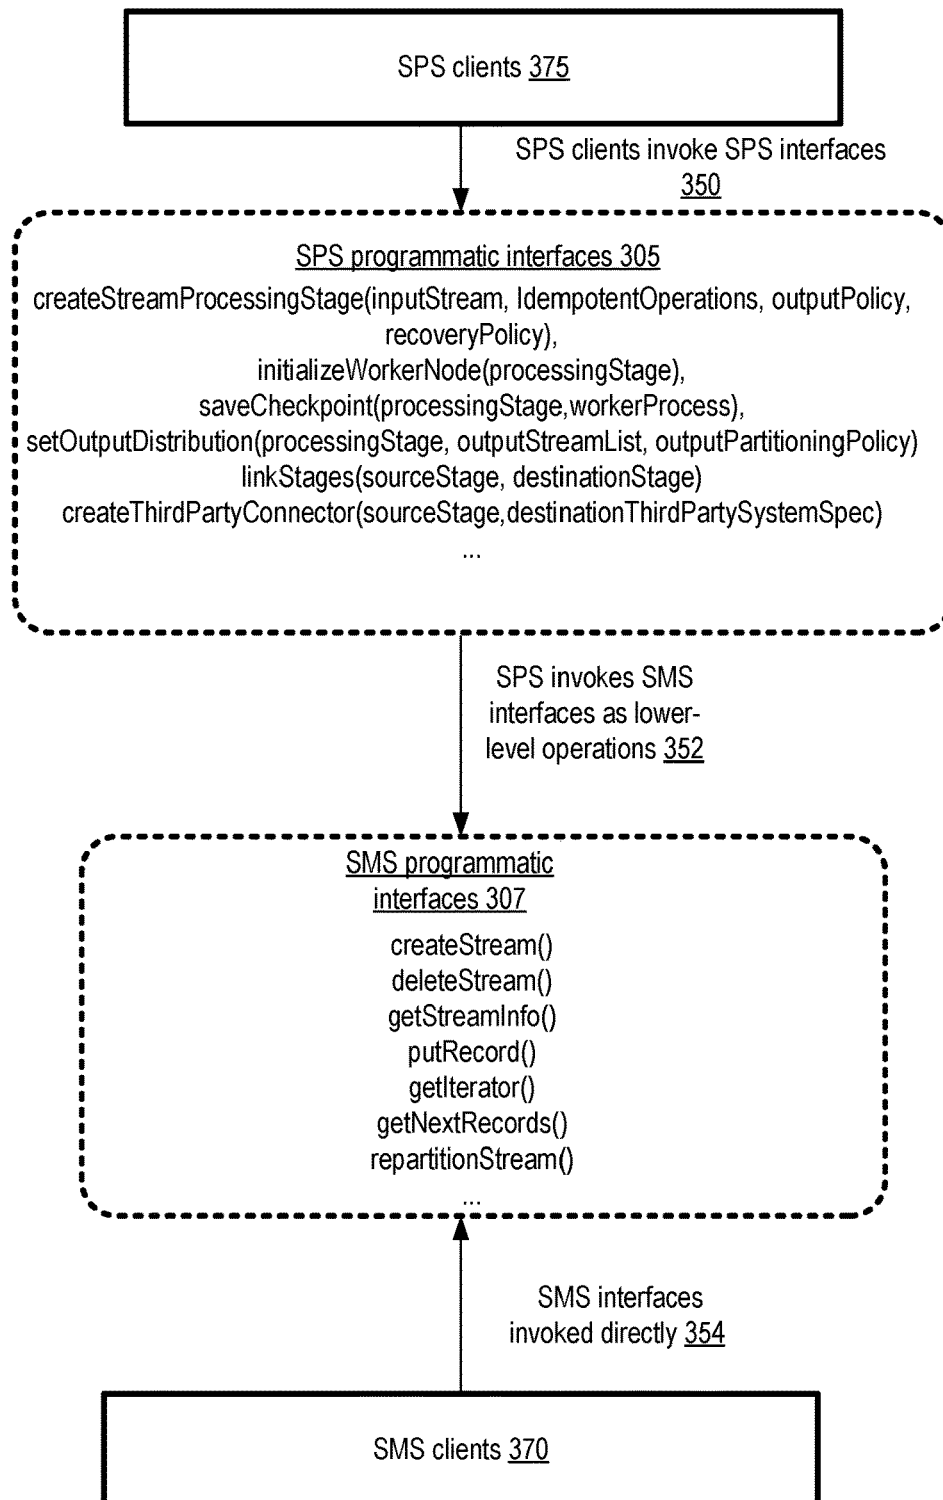 SPS clients 375
SPS clients invoke SPS interfaces
350
SPS programmatic interfaces 305
createStreamProcessingStage(inputStream, IdempotentOperations, outputPolicy,
recoveryPolicy),
initializeWorkerNode(processingStage),
saveCheckpoint(processingStage,workerProcess),
setOutputDistribution(processingStage, outputStreamList, outputPartitioningPolicy)
linkStages(sourceStage, destinationStage)
createThirdPartyConnector(sourceStage,destinationThirdPartySystemSpec)
...
SPS invokes SMS
interfaces as lower-
level operations 352
SMS programmatic
interfaces 307
createStream()
deleteStream()
getStreamInfo()
putRecord()
getIterator()
getNextRecords()
repartitionStream()
...
SMS interfaces
invoked directly 354
SMS clients 370